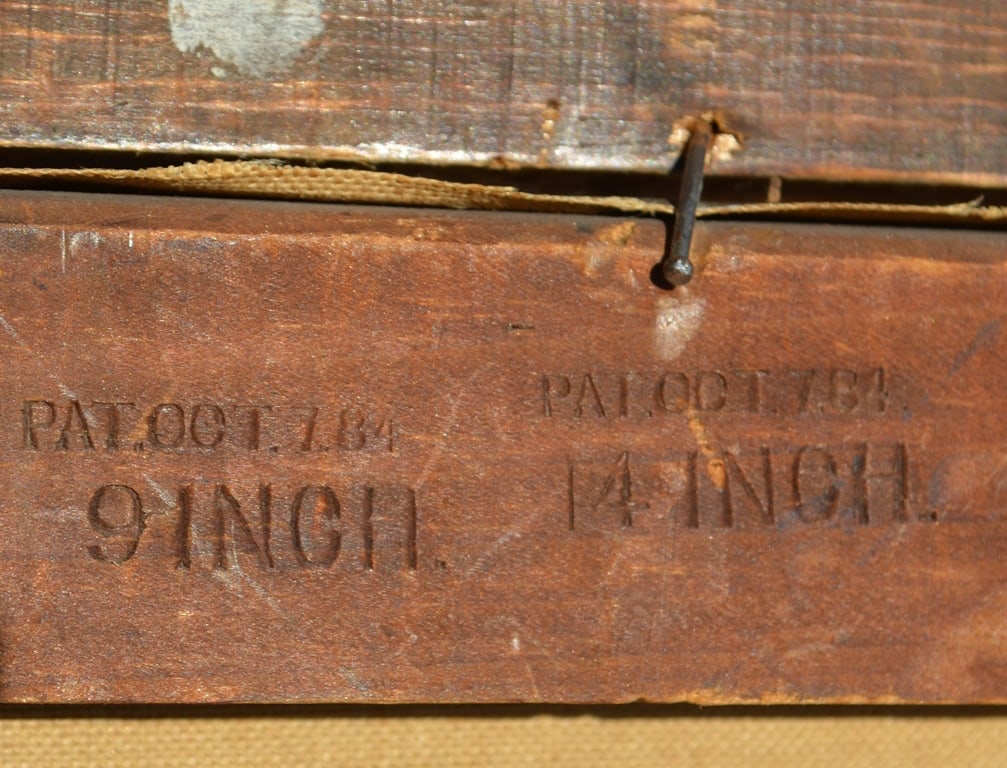 PAT. OCT. 7.84
9 INCH.
PAT. OCT. 7.84.
14 INCH.